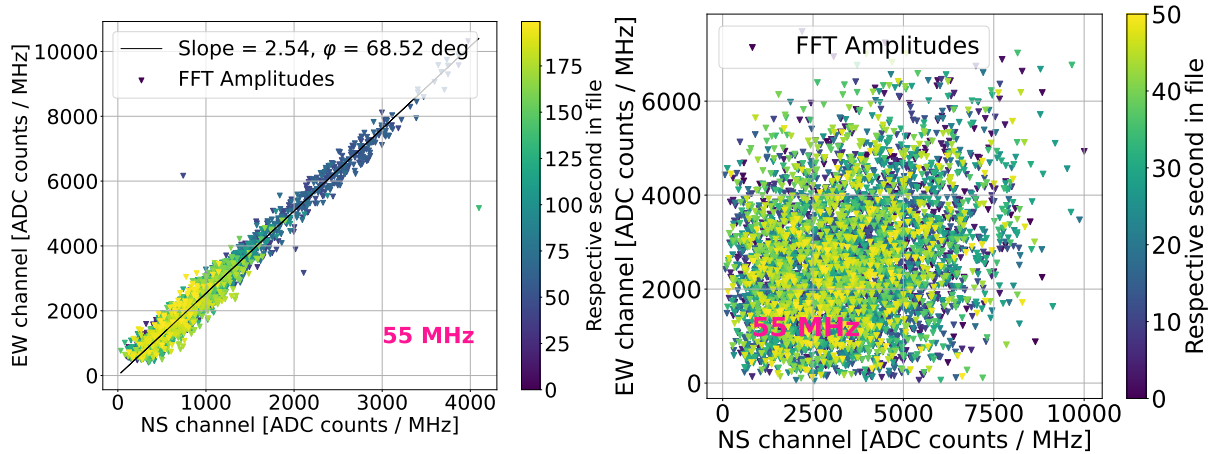 EW channel [ADC counts / MHz]
10000
8000
6000
4000
2000
0
Slope = 2.54, φ = 68.52 deg
FFT Amplitudes
55 MHz
0 1000 2000 3000 4000
NS channel [ADC counts / MHz]
175
150
125
100
75
50
25
0
Respective second in file
EW channel [ADC counts / MHz]
6000
4000
2000
0
FFT Amplitudes
55 MHz
0 2500 5000 7500 10000
NS channel [ADC counts / MHz]
50
40
30
20
10
0
Respective second in file